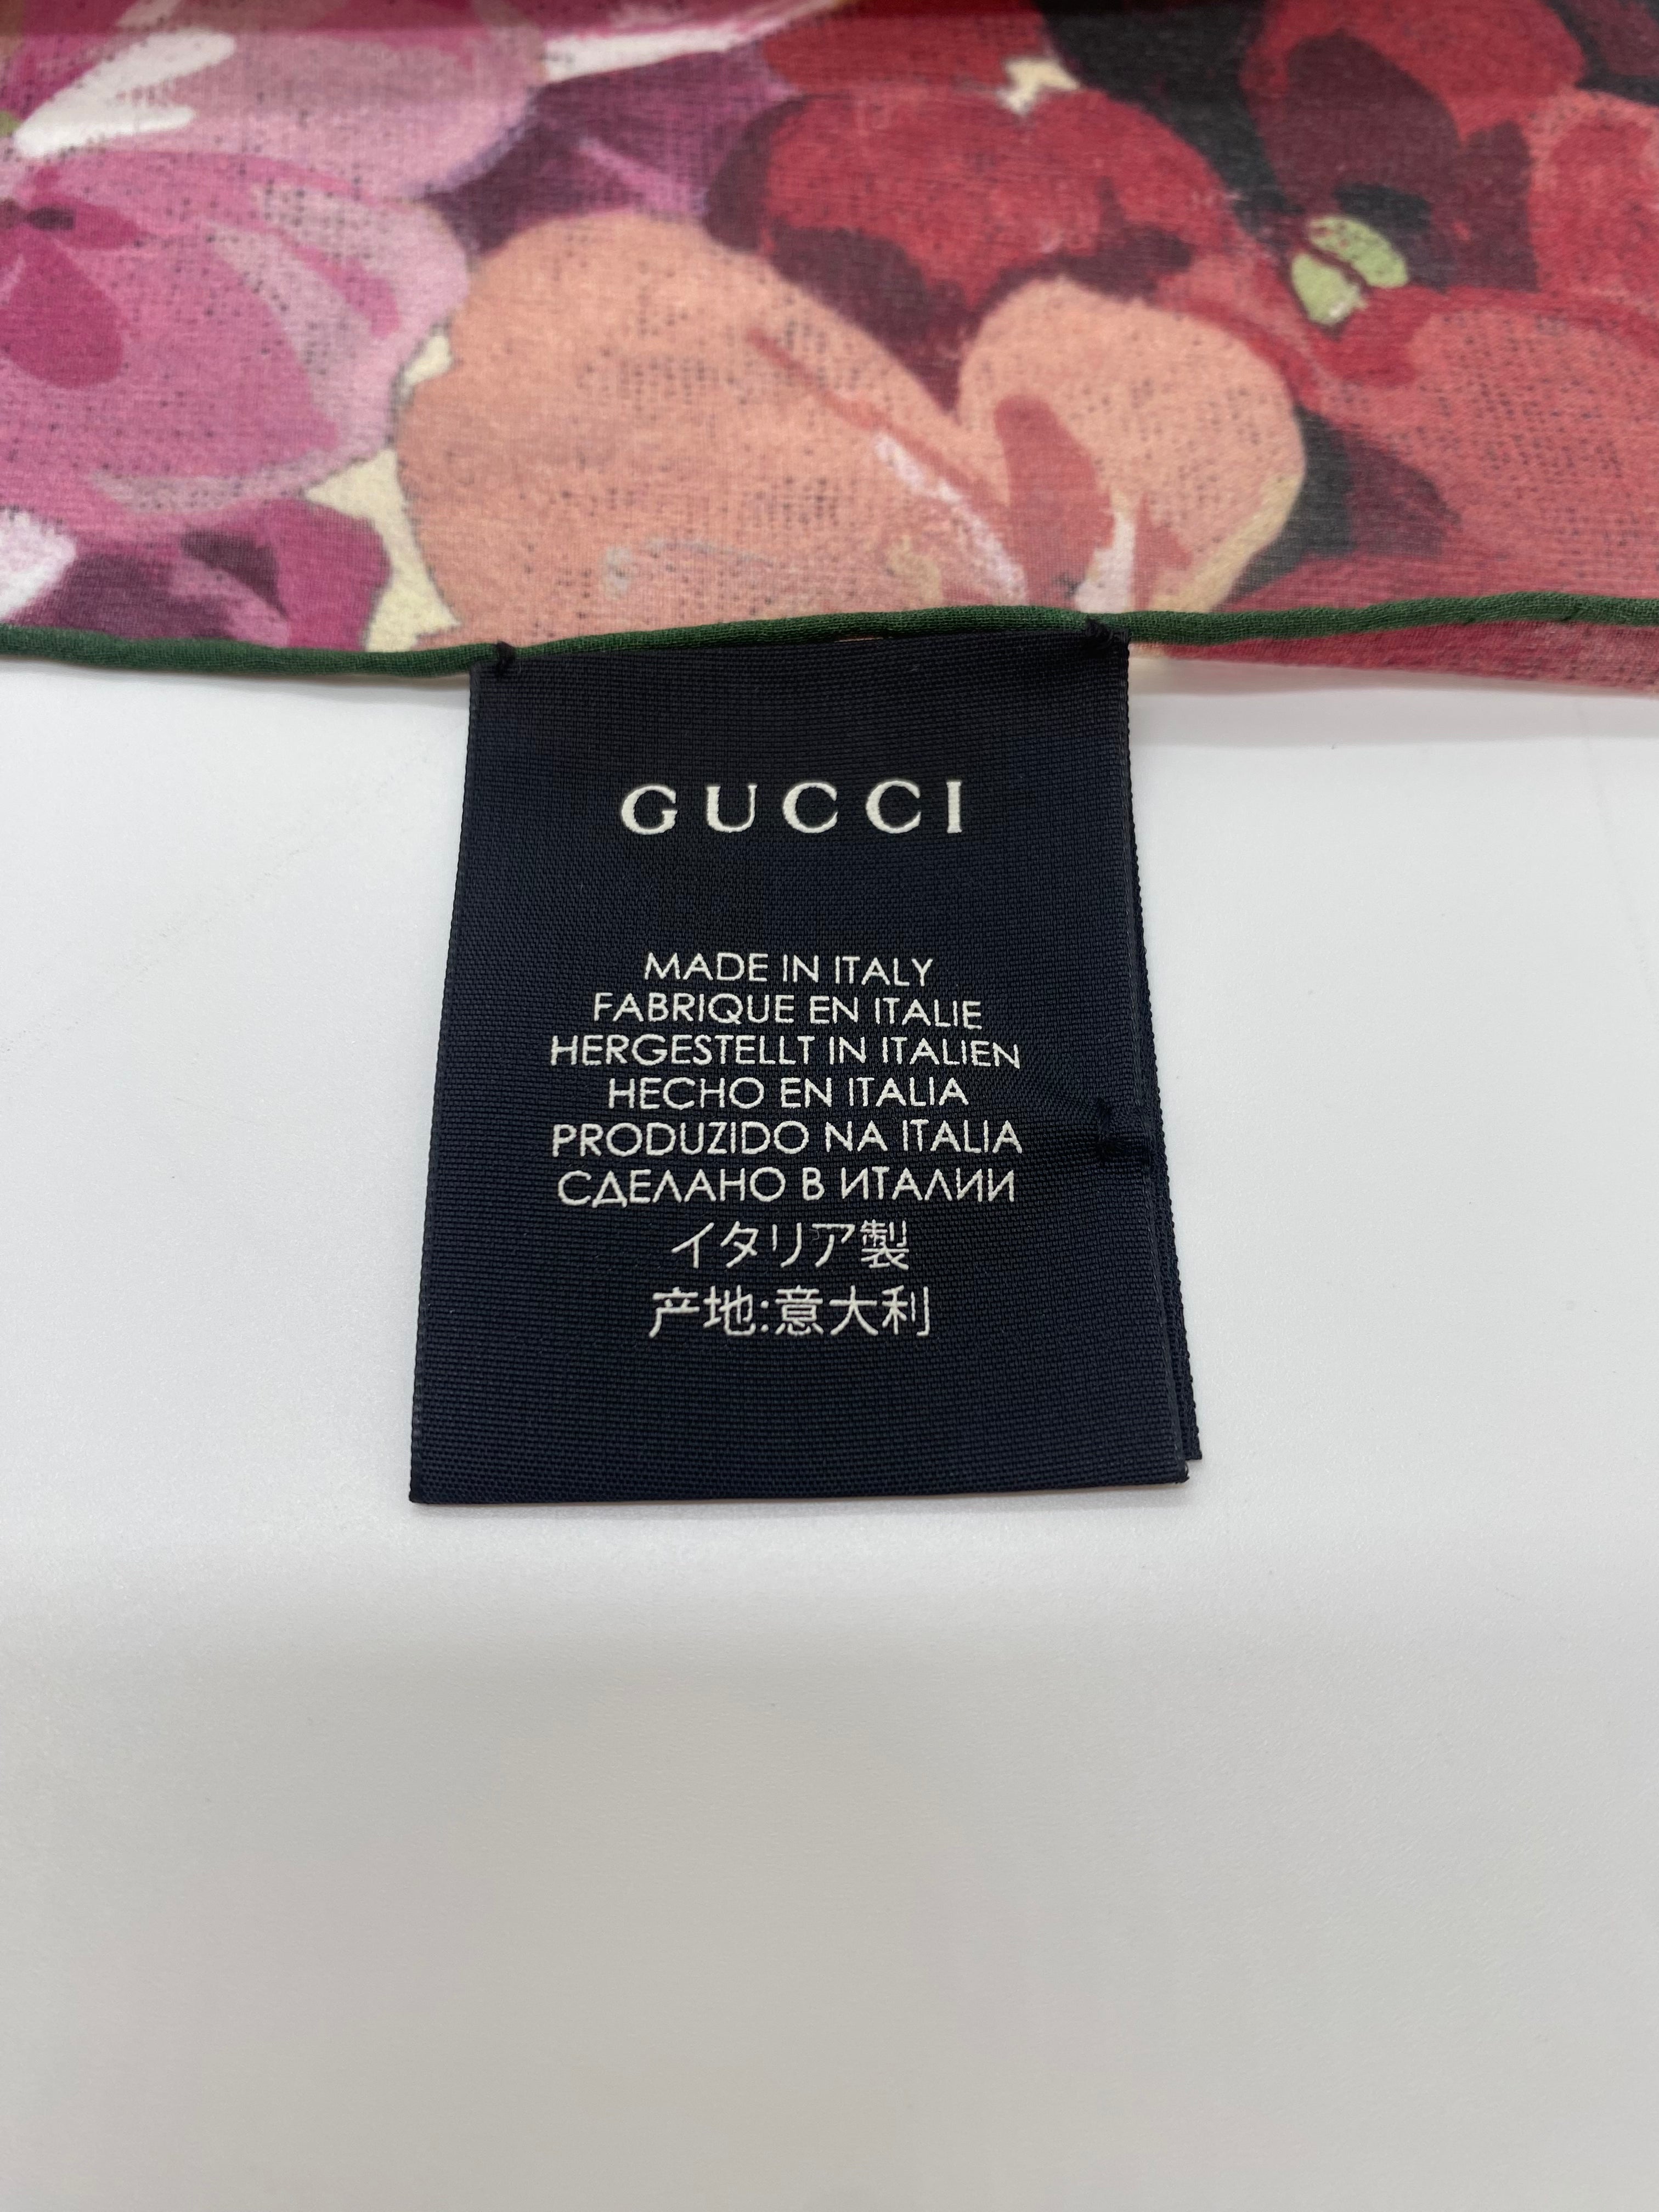 GUCCI
MADE IN ITALY
FABRIQUE EN ITALIE
HERGESTELLT IN ITALIEN
HECHO EN ITALIA
PRODUZIDO NA ITALIA
СДЕЛАНО В ИТАЛИИ
イタリア製
产地:意大利